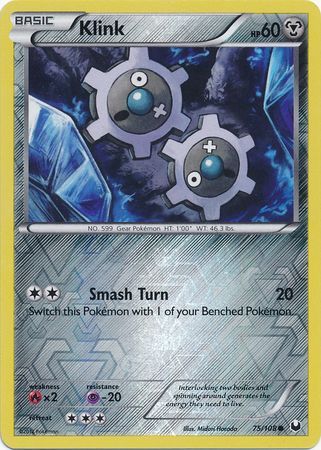 BASIC
Klink
HP60
NO. 599 Gear Pokémon HT: 1'00" WT: 46.3 lbs.
Smash Turn 20
Switch this Pokémon with 1 of your Benched Pokémon.
weakness resistance
×2 -20
retreat
Interlocking two bodies and
spinning around generates the
energy they need to live.
©2012 Pokémon
Illus. Midori Harada
75/108